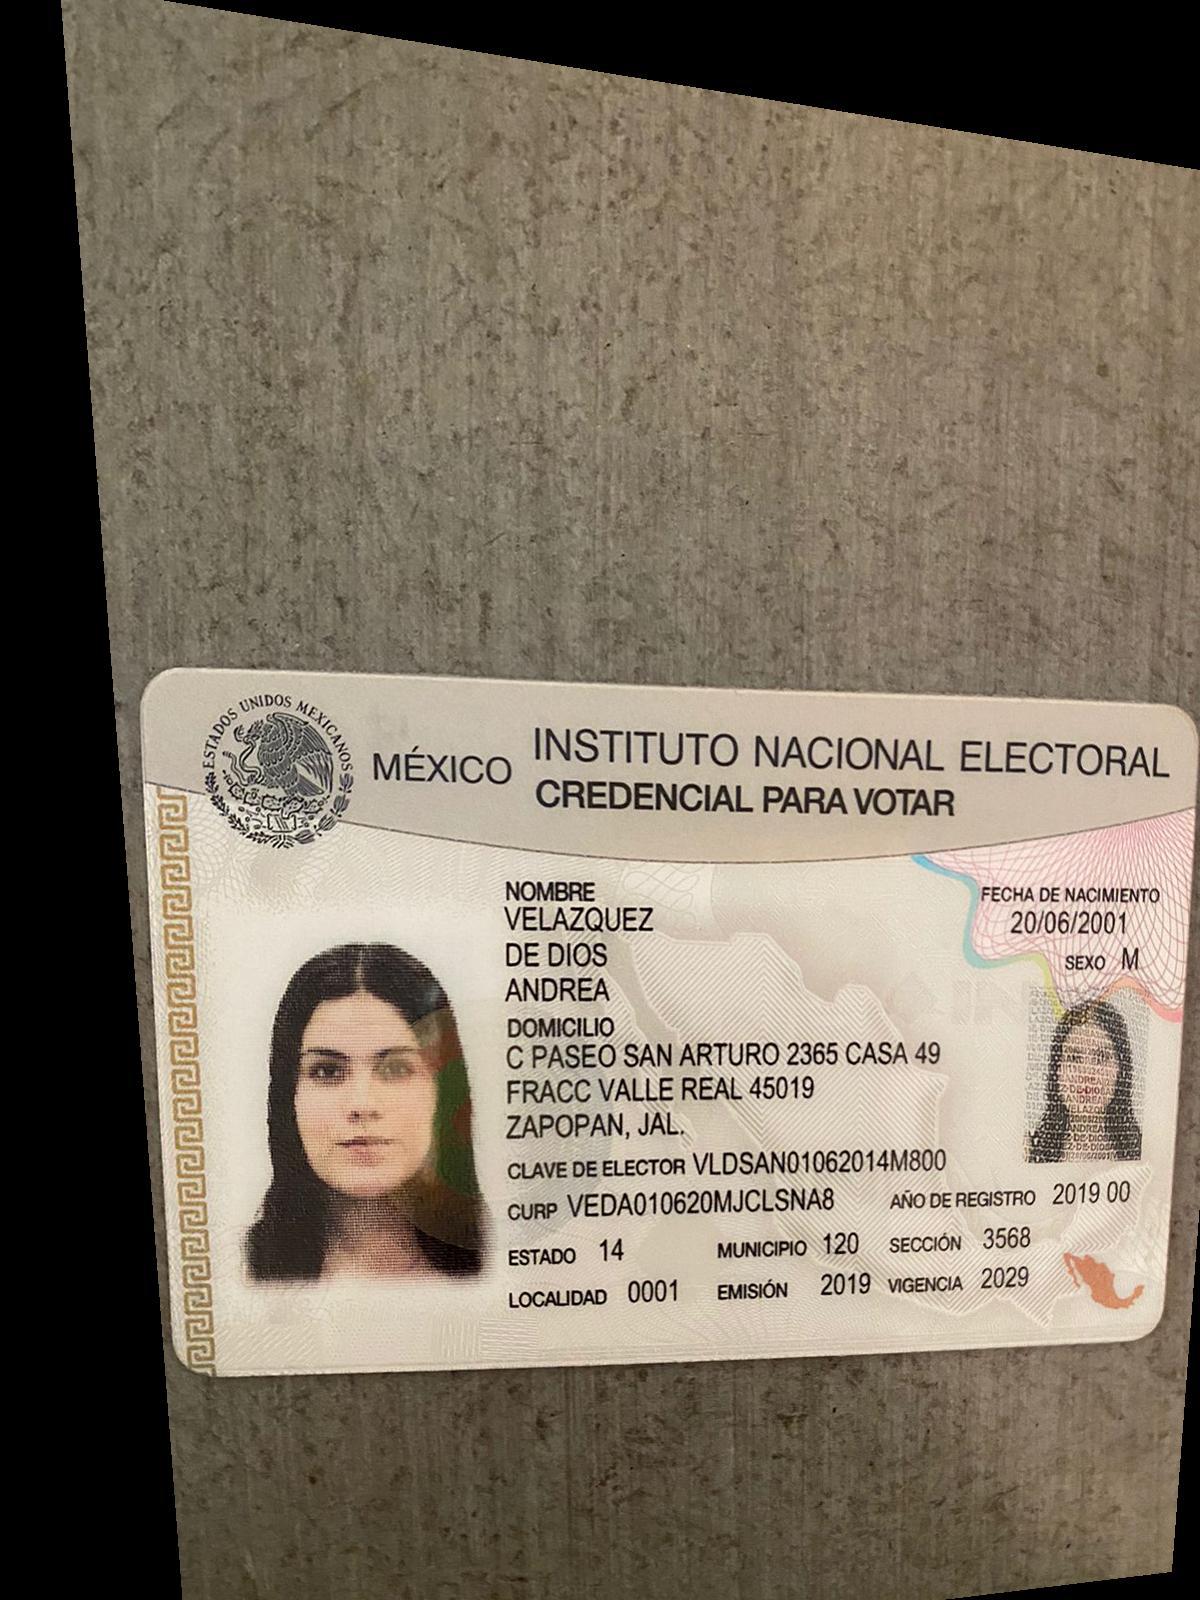 ESTADOS UNIDOS MEXICANOS
MÉXICO
INSTITUTO NACIONAL ELECTORAL
CREDENCIAL PARA VOTAR
NOMBRE
VELAZQUEZ
DE DIOS
ANDREA
FECHA DE NACIMIENTO
20/06/2001
SEXO M
DOMICILIO
C PASEO SAN ARTURO 2365 CASA 49
FRACC VALLE REAL 45019
ZAPOPAN, JAL.
CLAVE DE ELECTOR VLDSAN01062014M800
CURP VEDA010620MJCLSNA8 AÑO DE REGISTRO 2019 00
ESTADO 14 MUNICIPIO 120 SECCIÓN 3568
LOCALIDAD 0001 EMISIÓN 2019 VIGENCIA 2029